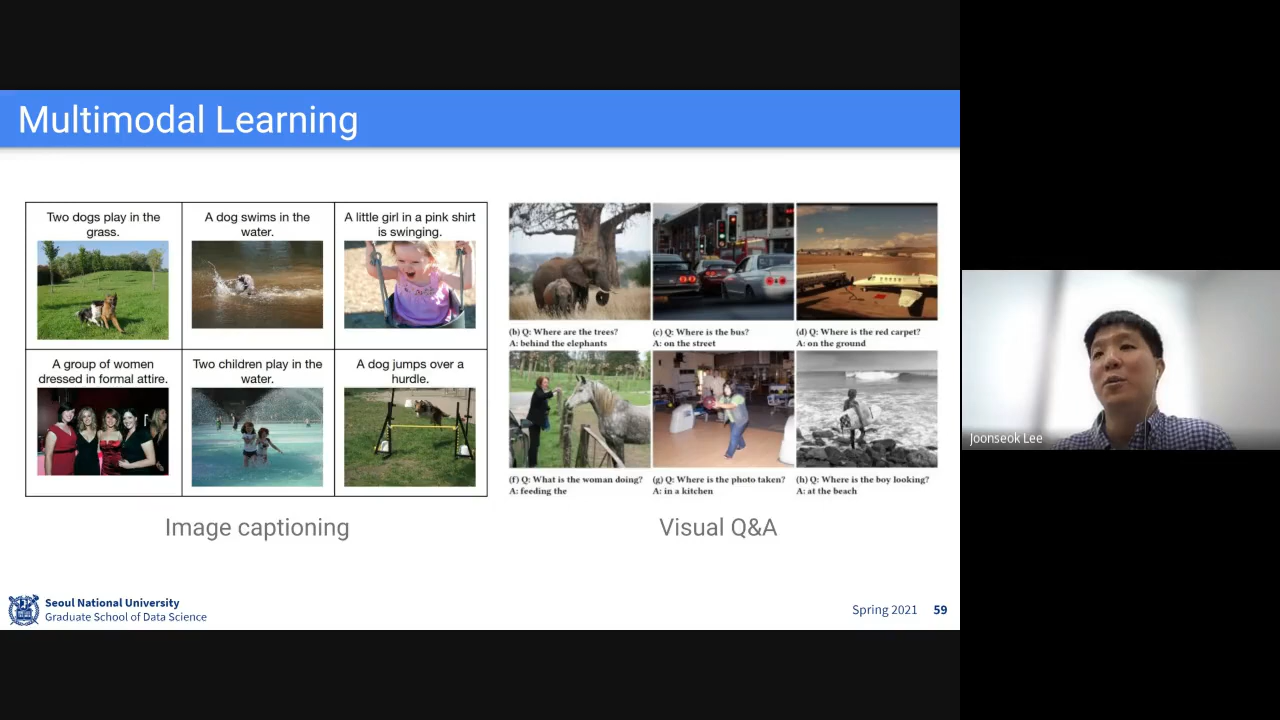 Multimodal Learning
Two dogs play in the
grass.
A dog swims in the
water.
A little girl in a pink shirt
is swinging.
A group of women
dressed in formal attire.
Two children play in the
water.
A dog jumps over a
hurdle.
Image captioning
(b) Q: Where are the trees?
A: behind the elephants
(c) Q: Where is the bus?
A: on the street
(d) Q: Where is the red carpet?
A: on the ground
(f) Q: What is the woman doing?
A: feeding the
(g) Q: Where is the photo taken?
A: in a kitchen
(h) Q: Where is the boy looking?
A: at the beach
Visual Q&A
Seoul National University
Graduate School of Data Science
Spring 2021 59
Joonseok Lee